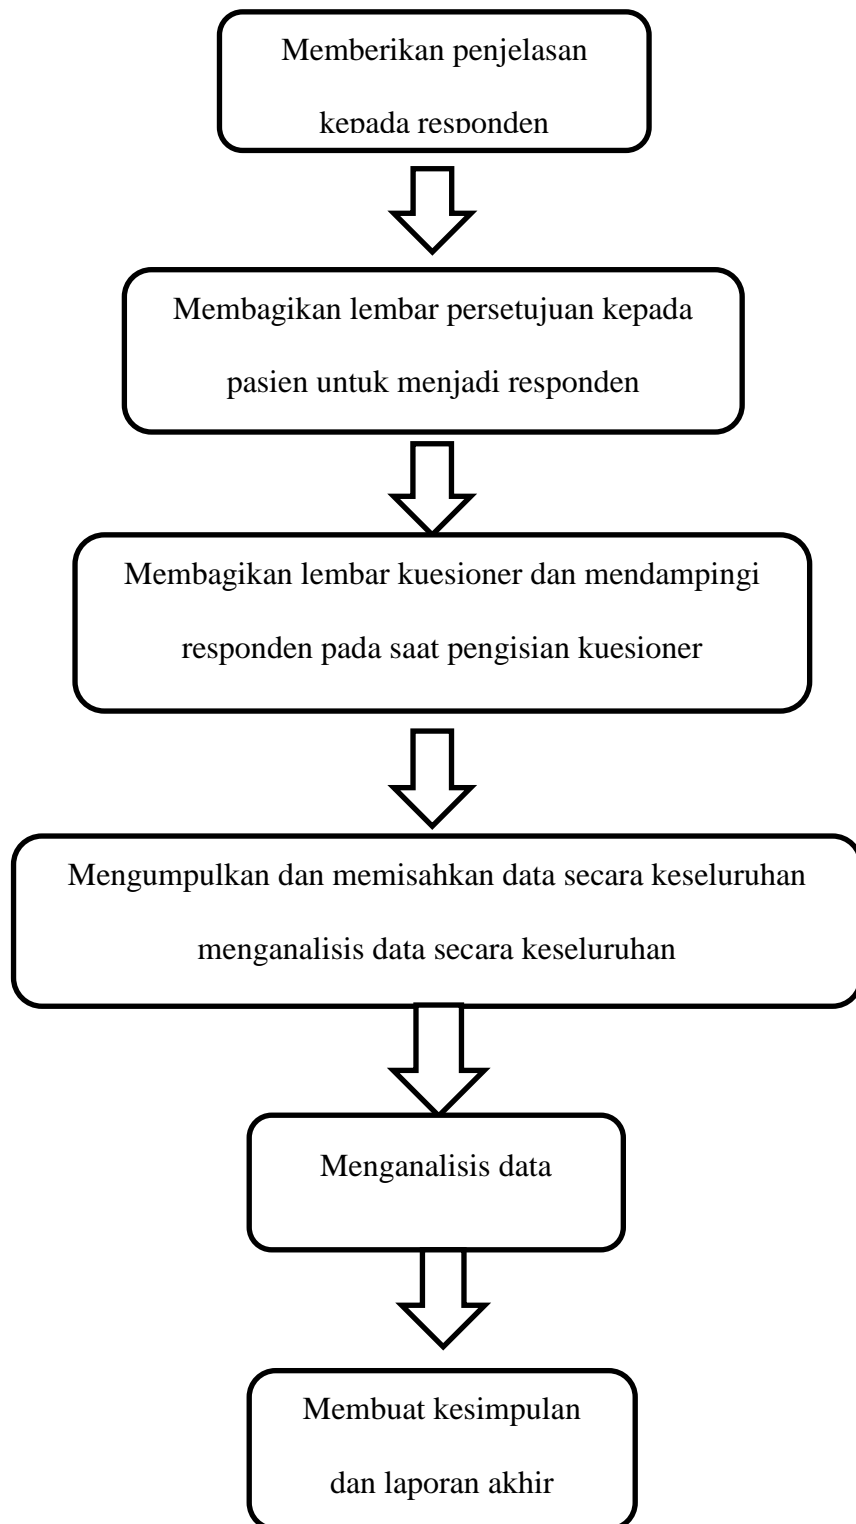 Memberikan penjelasan
kepada responden
Membagikan lembar persetujuan kepada
pasien untuk menjadi responden
Membagikan lembar kuesioner dan mendampingi
responden pada saat pengisian kuesioner
Mengumpulkan dan memisahkan data secara keseluruhan
menganalisis data secara keseluruhan
Menganalisis data
Membuat kesimpulan
dan laporan akhir